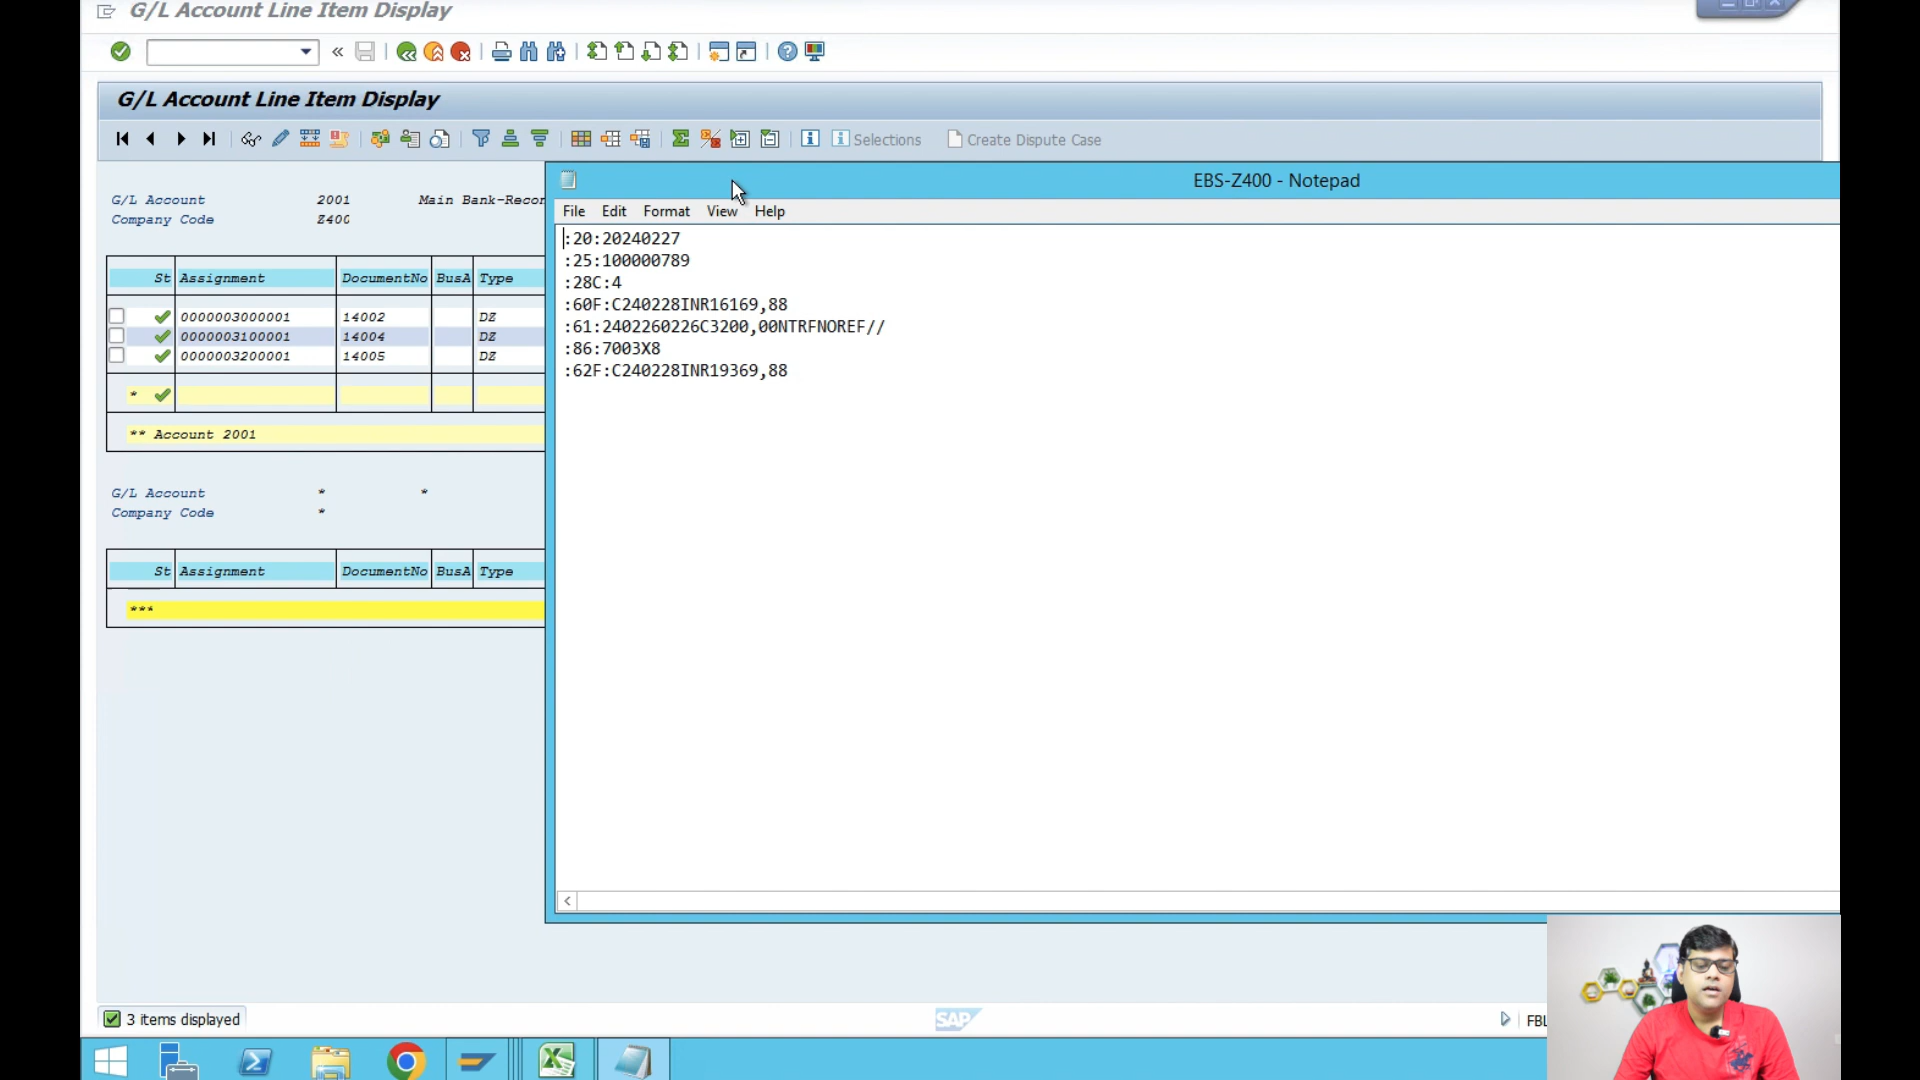 G/L Account Line Item Display
G/L Account Line Item Display
Selections
Create Dispute Case
G/L Account 2001 Main Bank-Recon
Company Code Z400
St Assignment DocumentNo BusA Type
0000003000001 14002 DZ
0000003100001 14004 DZ
0000003200001 14005 DZ
*
** Account 2001
G/L Account * *
Company Code *
St Assignment DocumentNo BusA Type
***
EBS-Z400 - Notepad
File Edit Format View Help
:20:20240227
:25:100000789
:28C:4
:60F:C240228INR16169,88
:61:2402260226C3200,00NTRFNOREF//
:86:7003X8
:62F:C240228INR19369,88
3 items displayed
SAP
FBL